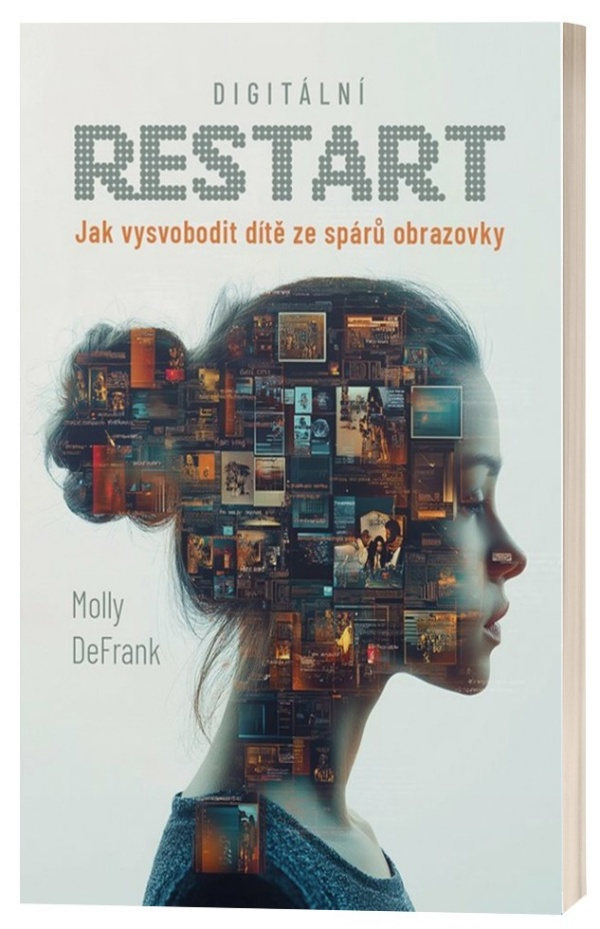 DIGITÁLNÍ
RESTART
Jak vysvobodit dítě ze spárů obrazovky
Molly
DeFrank